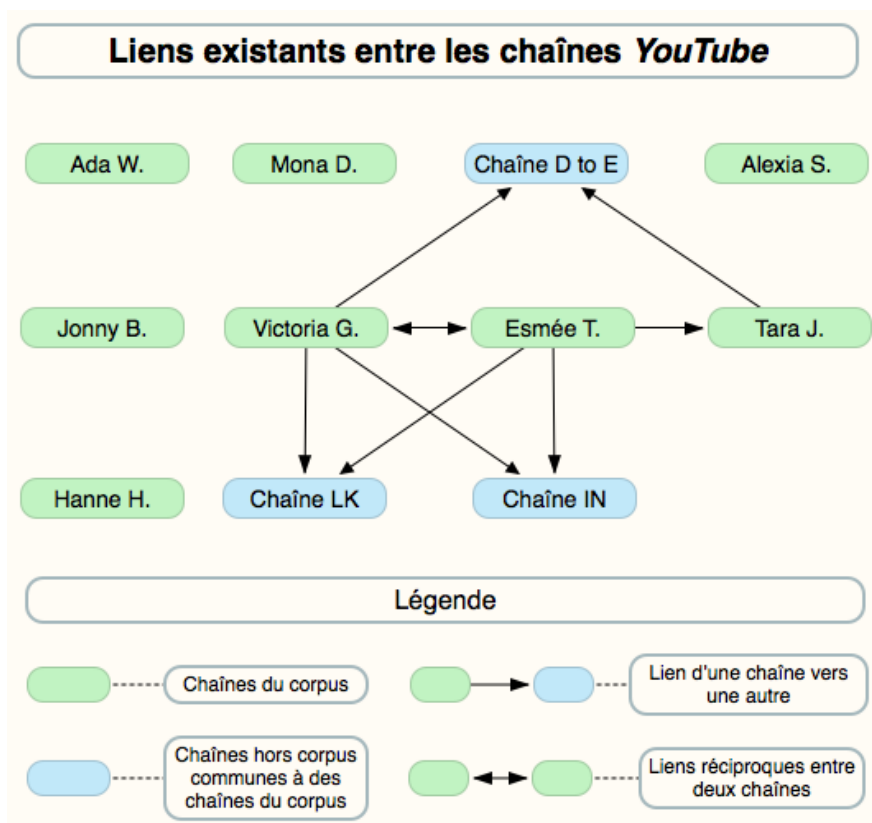 Liens existants entre les chaînes YouTube
Ada W.
Mona D.
Chaîne D to E
Alexia S.
Jonny B.
Victoria G.
Esmée T.
Tara J.
Hanne H.
Chaîne LK
Chaîne IN
Légende
Chaînes du corpus
Lien d'une chaîne vers
une autre
Chaînes hors corpus
communes à des
chaînes du corpus
Liens réciproques entre
deux chaînes